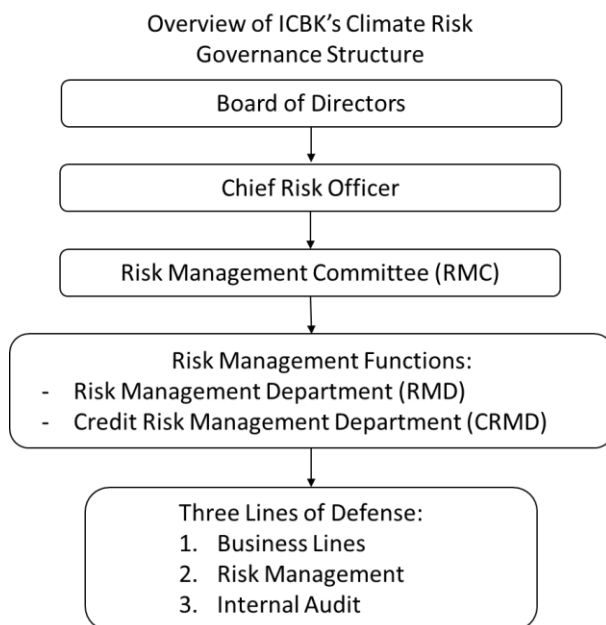 Overview of ICBK’s Climate Risk
Governance Structure
Board of Directors
Chief Risk Officer
Risk Management Committee (RMC)
Risk Management Functions:
- Risk Management Department (RMD)
- Credit Risk Management Department (CRMD)
Three Lines of Defense:
1. Business Lines
2. Risk Management
3. Internal Audit